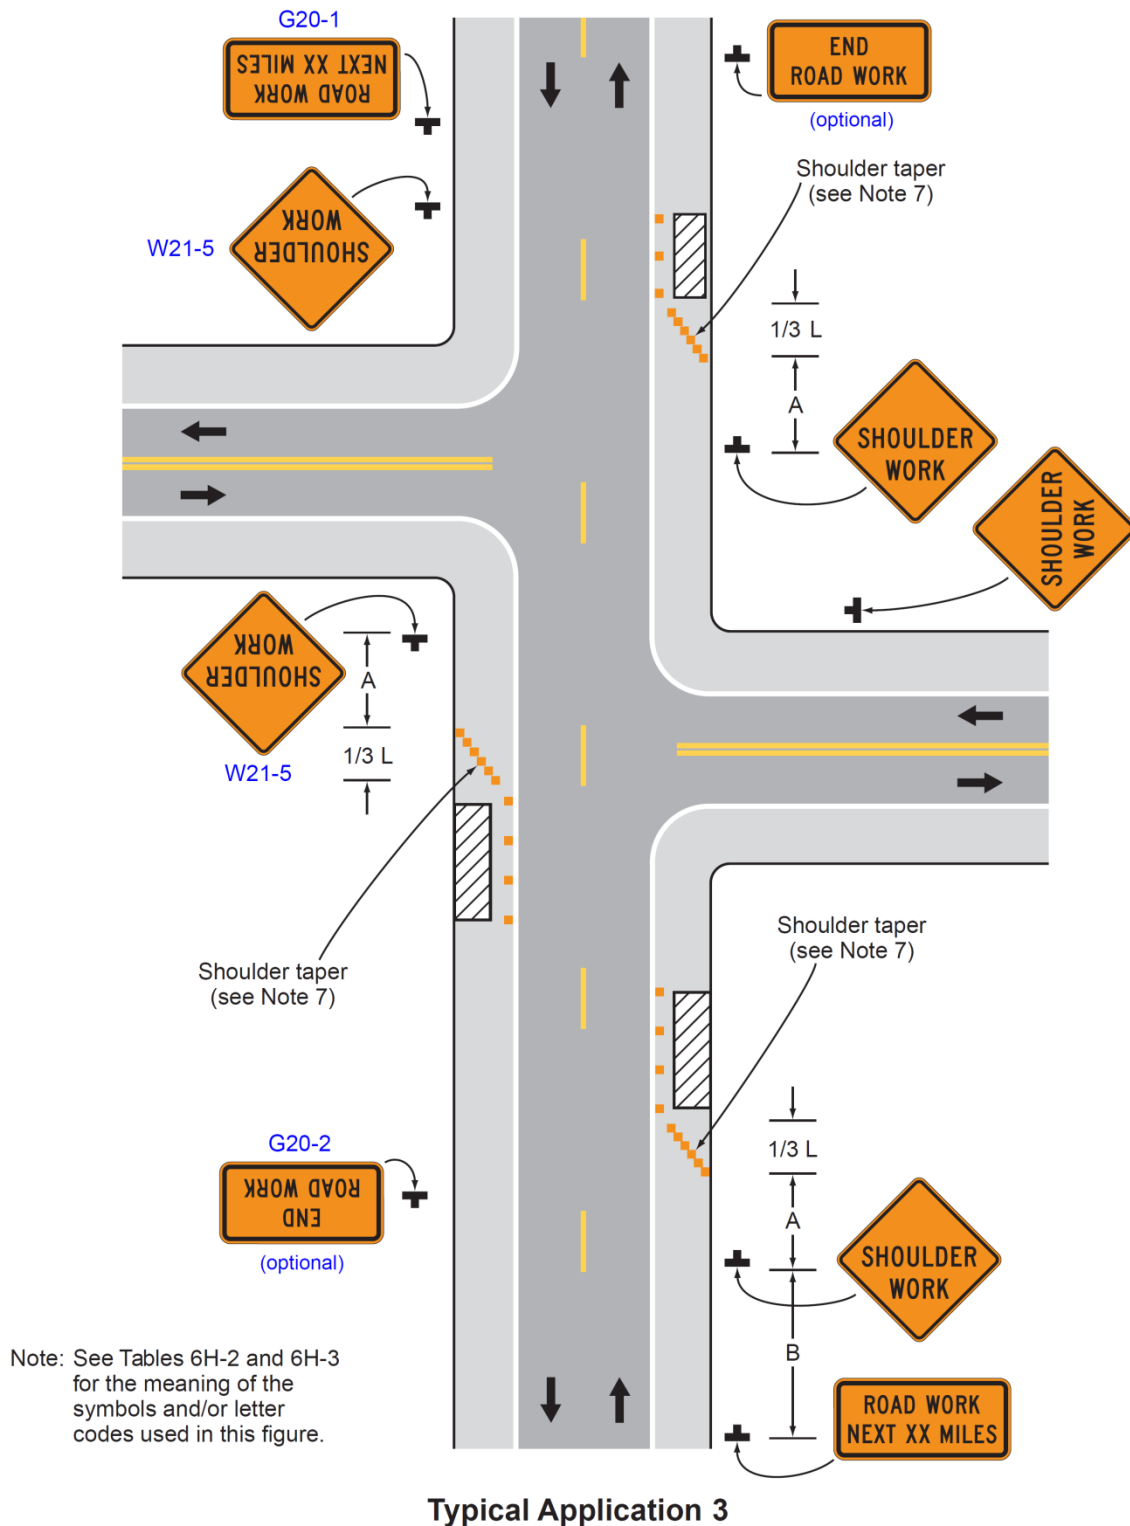 G20-1
ROAD WORK
NEXT XX MILES
END
ROAD WORK
(optional)
Shoulder taper
(see Note 7)
SHOULDER
WORK
W21-5
1/3 L
A
SHOULDER
WORK
SHOULDER
WORK
SHOULDER
WORK
A
W21-5
1/3 L
Shoulder taper
(see Note 7)
Shoulder taper
(see Note 7)
G20-2
END
ROAD WORK
(optional)
1/3 L
A
SHOULDER
WORK
B
Note: See Tables 6H-2 and 6H-3
for the meaning of the
symbols and/or letter
codes used in this figure.
ROAD WORK
NEXT XX MILES
Typical Application 3